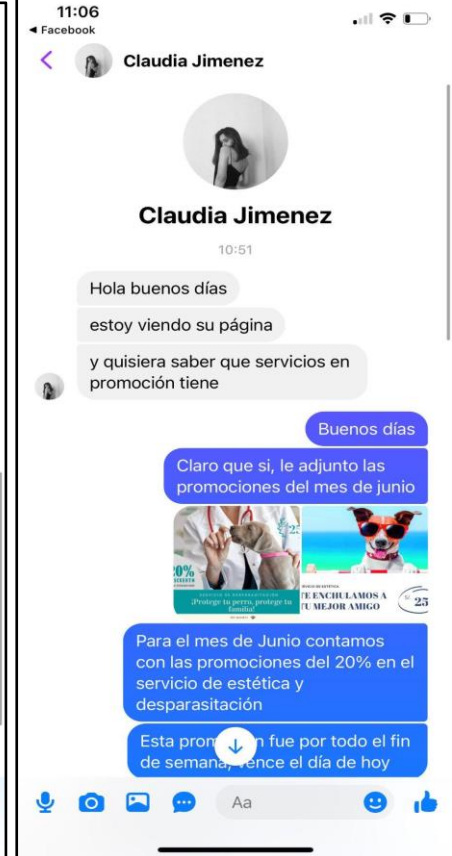 11:06
Facebook
Claudia Jimenez
Claudia Jimenez
10:51
Hola buenos días
estoy viendo su página
y quisiera saber que servicios en
promoción tiene
Buenos días
Claro que si, le adjunto las
promociones del mes de junio
20%
¡Protege tu perro, protege tu
familia!
TE ENCHULAMOS A
TU MEJOR AMIGO
25
Para el mes de Junio contamos
con las promociones del 20% en el
servicio de estética y
desparasitación
Esta fue por todo el fin
de semana, vence el día de hoy
Aa